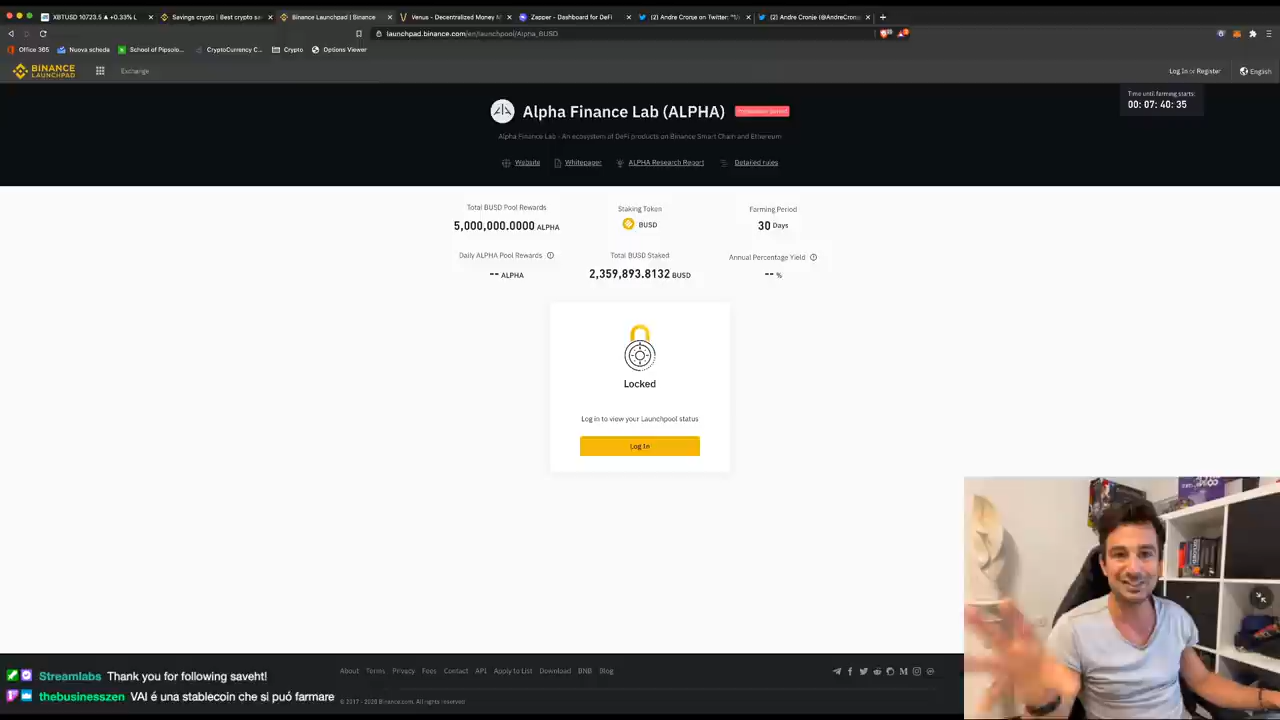 XBTUSD 10723.5 ▲ +0.33% L
Savings crypto | Best crypto sa
Binance Launchpad | Binance
Venus - Decentralized Money M
Zapper - Dashboard for DeFi
(2) Andre Cronje on Twitter: "M
(2) Andre Cronje (@AndreCron
launchpad.binance.com/en/launchpool/Alpha_BUSD
Office 365
Nuova scheda
School of Pipsolo...
CryptoCurrency C...
Crypto
Options Viewer
BINANCE
LAUNCHPAD
Exchange
Log In or Register
English
Time until farming starts:
00: 07: 40: 35
Alpha Finance Lab (ALPHA)
Alpha Finance Lab - An ecosystem of DeFi products on Binance Smart Chain and Ethereum
Website
Whitepaper
ALPHA Research Report
Detailed rules
Total BUSD Pool Rewards
5,000,000.0000 ALPHA
Staking Token
BUSD
Farming Period
30 Days
Daily ALPHA Pool Rewards
-- ALPHA
Total BUSD Staked
2,359,893.8132 BUSD
Annual Percentage Yield
-- %
Locked
Log in to view your Launchpool status
Log In
About Terms Privacy Fees Contact API Apply to List Download BNB Blog
© 2017 - 2020 Binance.com. All rights reserved
Streamlabs Thank you for following saveht!
thebusinesszen VAI é una stablecoin che si puó farmare